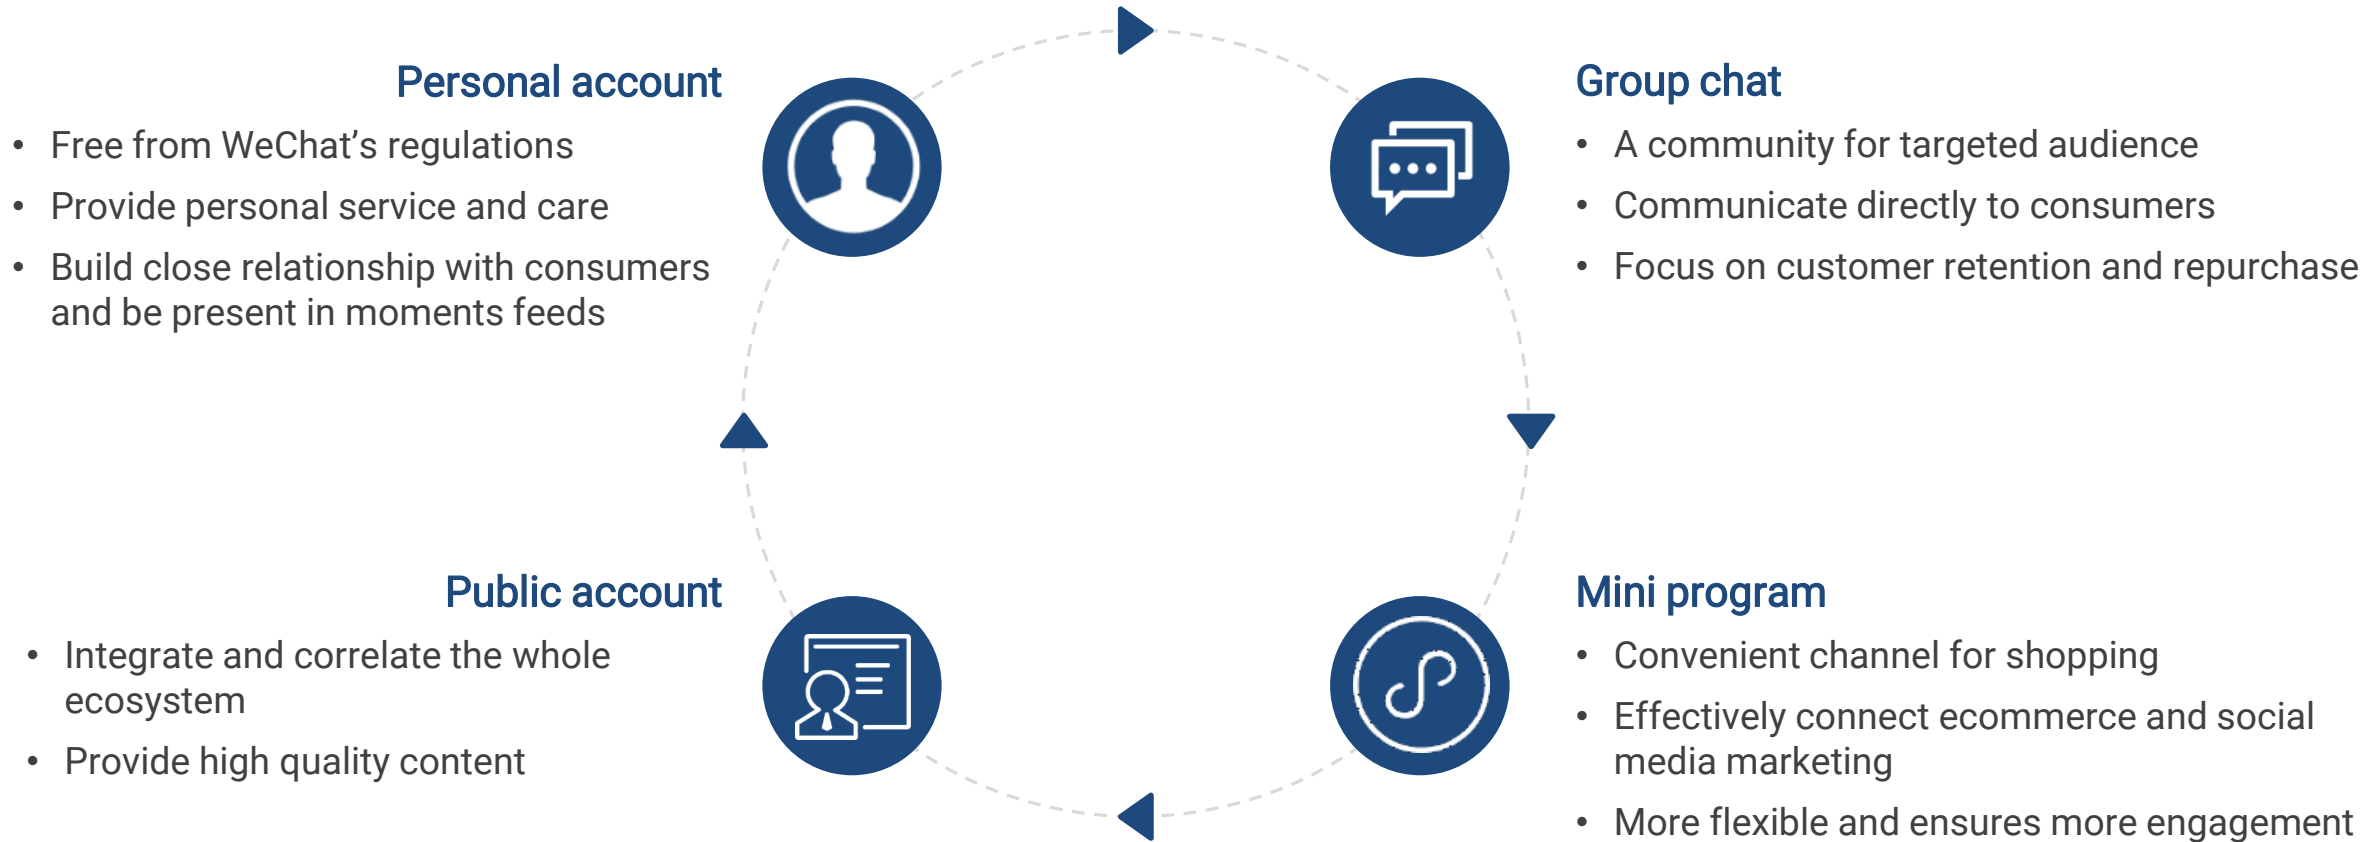 Personal account
• Free from WeChat’s regulations
• Provide personal service and care
• Build close relationship with consumers
and be present in moments feeds
Group chat
• A community for targeted audience
• Communicate directly to consumers
• Focus on customer retention and repurchase
Public account
• Integrate and correlate the whole
ecosystem
• Provide high quality content
Mini program
• Convenient channel for shopping
• Effectively connect ecommerce and social
media marketing
• More flexible and ensures more engagement